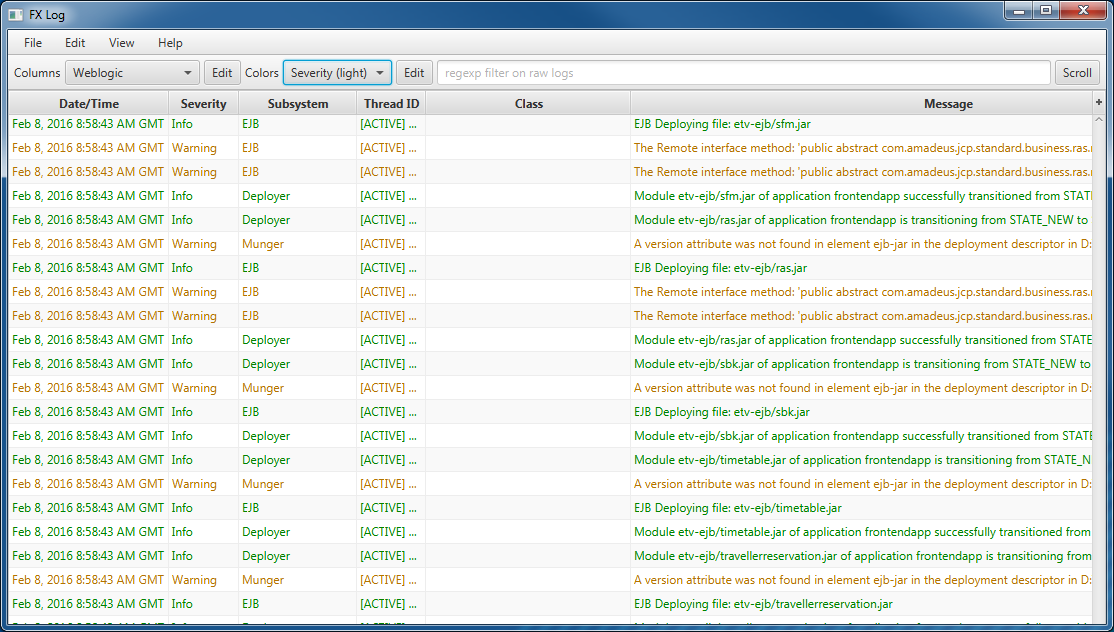 FX Log
File Edit View Help
Columns Weblogic Edit Colors Severity (light) Edit regexp filter on raw logs Scroll
Date/Time Severity Subsystem Thread ID Class Message +
Feb 8, 2016 8:58:43 AM GMT Info EJB [ACTIVE] ... EJB Deploying file: etv-ejb/sfm.jar
Feb 8, 2016 8:58:43 AM GMT Warning EJB [ACTIVE] ... The Remote interface method: 'public abstract com.amadeus.jcp.standard.business.ras.
Feb 8, 2016 8:58:43 AM GMT Warning EJB [ACTIVE] ... The Remote interface method: 'public abstract com.amadeus.jcp.standard.business.ras.
Feb 8, 2016 8:58:43 AM GMT Info Deployer [ACTIVE] ... Module etv-ejb/sfm.jar of application frontendapp successfully transitioned from STATE
Feb 8, 2016 8:58:43 AM GMT Info Deployer [ACTIVE] ... Module etv-ejb/ras.jar of application frontendapp is transitioning from STATE_NEW to
Feb 8, 2016 8:58:43 AM GMT Warning Munger [ACTIVE] ... A version attribute was not found in element ejb-jar in the deployment descriptor in D:
Feb 8, 2016 8:58:43 AM GMT Info EJB [ACTIVE] ... EJB Deploying file: etv-ejb/ras.jar
Feb 8, 2016 8:58:43 AM GMT Warning EJB [ACTIVE] ... The Remote interface method: 'public abstract com.amadeus.jcp.standard.business.ras.
Feb 8, 2016 8:58:43 AM GMT Warning EJB [ACTIVE] ... The Remote interface method: 'public abstract com.amadeus.jcp.standard.business.ras.
Feb 8, 2016 8:58:43 AM GMT Info Deployer [ACTIVE] ... Module etv-ejb/ras.jar of application frontendapp successfully transitioned from STATE
Feb 8, 2016 8:58:43 AM GMT Info Deployer [ACTIVE] ... Module etv-ejb/sbk.jar of application frontendapp is transitioning from STATE_NEW to
Feb 8, 2016 8:58:43 AM GMT Warning Munger [ACTIVE] ... A version attribute was not found in element ejb-jar in the deployment descriptor in D:
Feb 8, 2016 8:58:43 AM GMT Info EJB [ACTIVE] ... EJB Deploying file: etv-ejb/sbk.jar
Feb 8, 2016 8:58:43 AM GMT Info Deployer [ACTIVE] ... Module etv-ejb/sbk.jar of application frontendapp successfully transitioned from STATE
Feb 8, 2016 8:58:43 AM GMT Info Deployer [ACTIVE] ... Module etv-ejb/timetable.jar of application frontendapp is transitioning from STATE_N
Feb 8, 2016 8:58:43 AM GMT Warning Munger [ACTIVE] ... A version attribute was not found in element ejb-jar in the deployment descriptor in D:
Feb 8, 2016 8:58:43 AM GMT Info EJB [ACTIVE] ... EJB Deploying file: etv-ejb/timetable.jar
Feb 8, 2016 8:58:43 AM GMT Info Deployer [ACTIVE] ... Module etv-ejb/timetable.jar of application frontendapp successfully transitioned from
Feb 8, 2016 8:58:43 AM GMT Info Deployer [ACTIVE] ... Module etv-ejb/travellerreservation.jar of application frontendapp is transitioning from
Feb 8, 2016 8:58:43 AM GMT Warning Munger [ACTIVE] ... A version attribute was not found in element ejb-jar in the deployment descriptor in D:
Feb 8, 2016 8:58:43 AM GMT Info EJB [ACTIVE] ... EJB Deploying file: etv-ejb/travellerreservation.jar